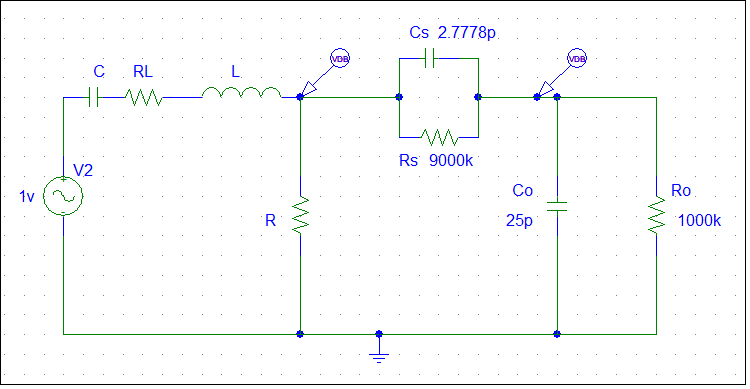 Cs 2.7778p
VDB
VDB
C
RL
L
Rs 9000k
V2
1v
R
Co
25p
Ro
1000k